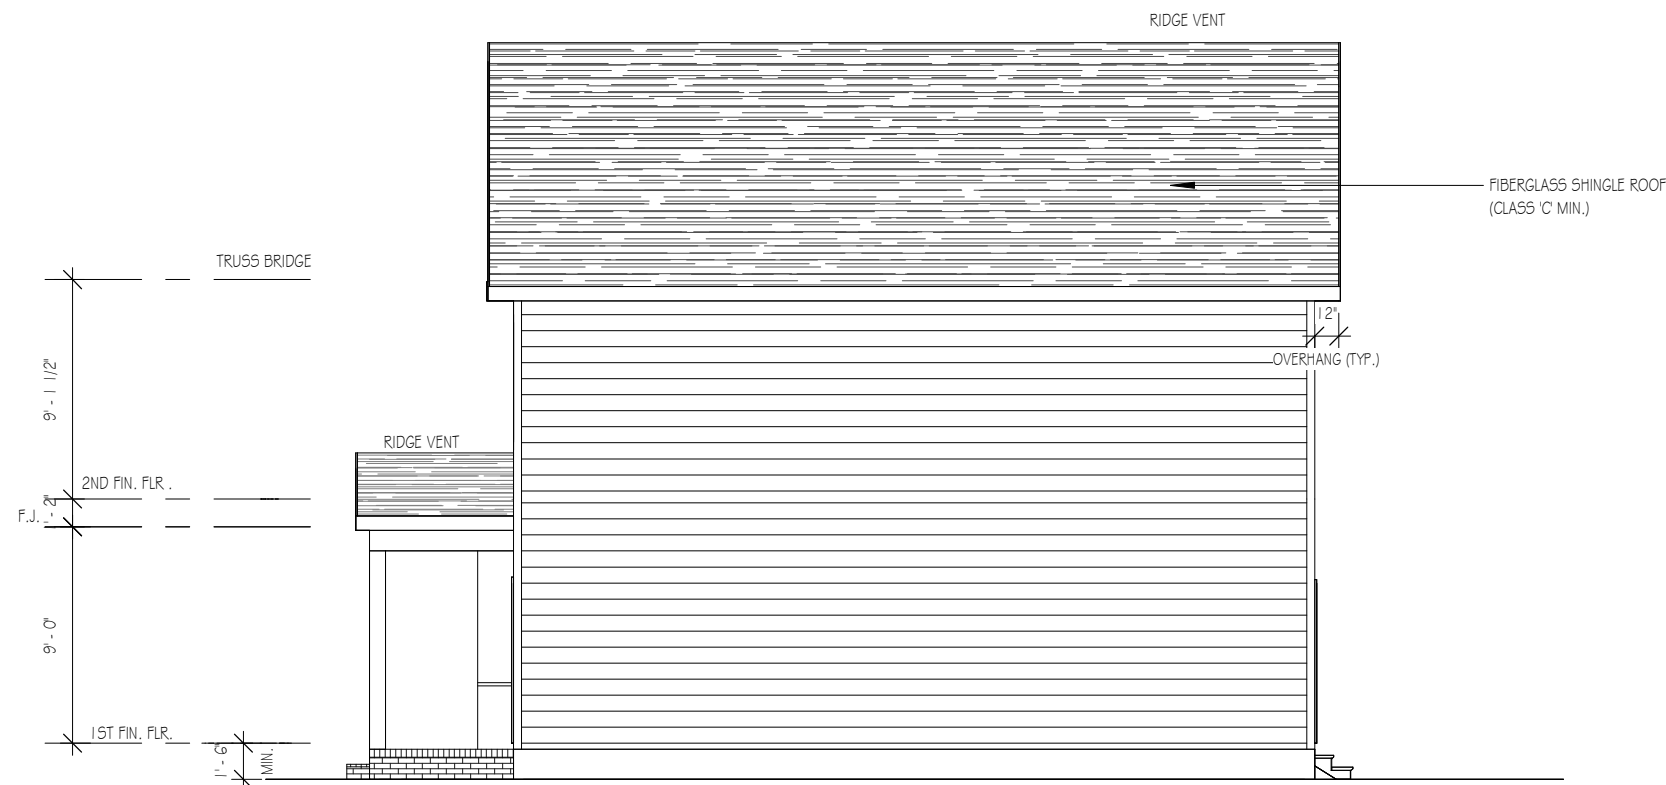 RIDGE VENT
FIBERGLASS SHINGLE ROOF
(CLASS 'C' MIN.)
TRUSS BRIDGE
12"
OVERHANG (TYP.)
9' - 1 1/2"
RIDGE VENT
2ND FIN. FLR .
F.J.
- 2"
9' - 0"
1ST FIN. FLR.
1' - 6"
MIN.